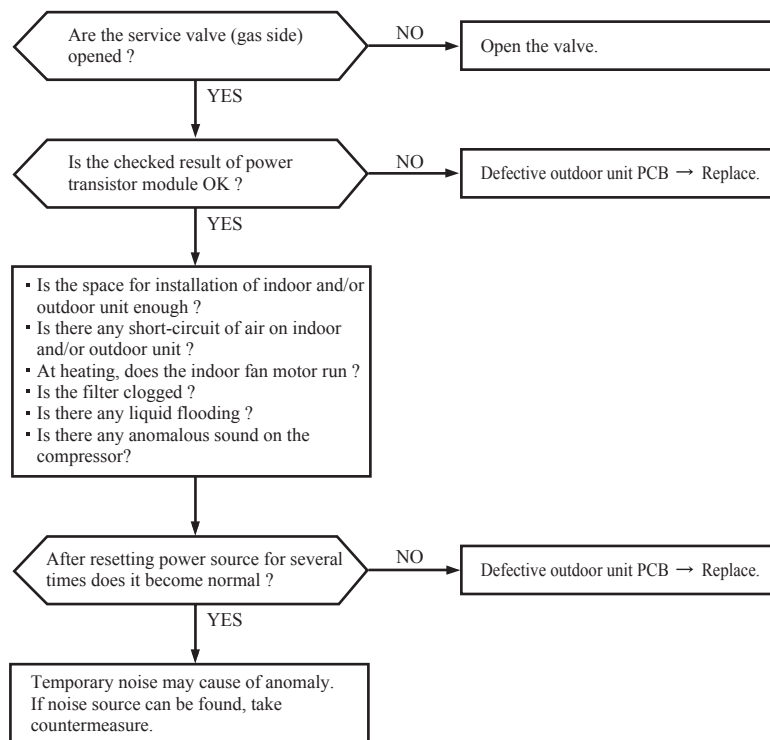 Are the service valve (gas side)
opened ?
NO
Open the valve.
YES
Is the checked result of power
transistor module OK ?
NO
Defective outdoor unit PCB → Replace.
YES
・Is the space for installation of indoor and/or
outdoor unit enough ?
・Is there any short-circuit of air on indoor
and/or outdoor unit ?
・At heating, does the indoor fan motor run ?
・Is the filter clogged ?
・Is there any liquid flooding ?
・Is there any anomalous sound on the
compressor?
After resetting power source for several
times does it become normal ?
NO
Defective outdoor unit PCB → Replace.
YES
Temporary noise may cause of anomaly.
If noise source can be found, take
countermeasure.